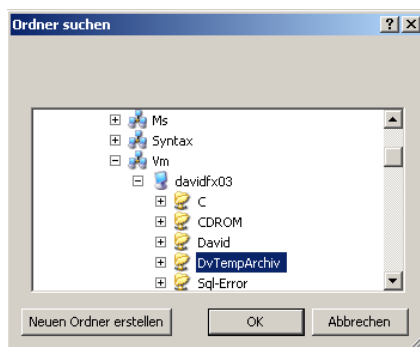 Ordner suchen
Ms
Syntax
Vm
davidfx03
C
CDROM
David
DvTempArchiv
Sql-Error
Neuen Ordner erstellen OK Abbrechen